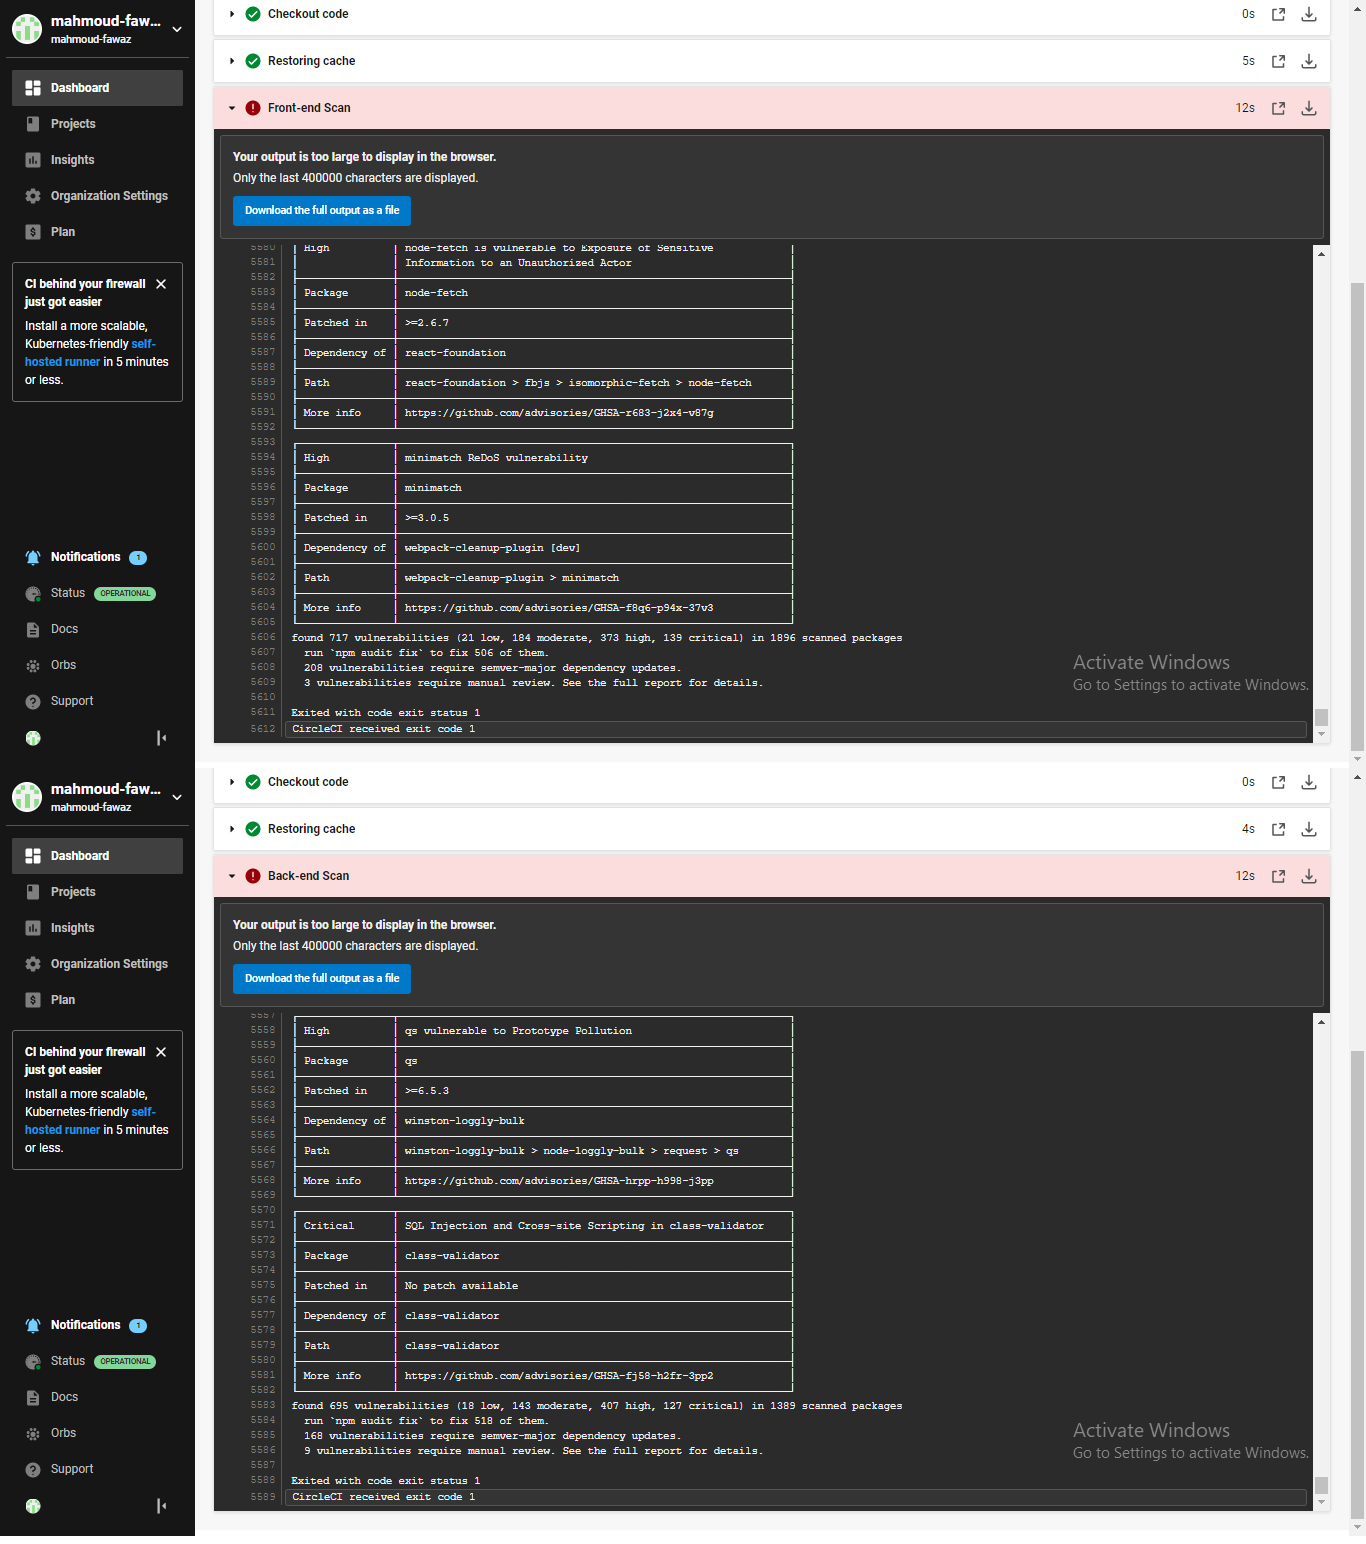 mahmoud-faw...
mahmoud-fawaz
Dashboard
Projects
Insights
Organization Settings
Plan
CI behind your firewall
just got easier
Install a more scalable,
Kubernetes-friendly self-
hosted runner in 5 minutes
or less.
Notifications 1
Status OPERATIONAL
Docs
Orbs
Support
Checkout code 0s
Restoring cache 5s
Front-end Scan 12s
Your output is too large to display in the browser.
Only the last 400000 characters are displayed.
Download the full output as a file
5580 High node-fetch is vulnerable to Exposure of Sensitive
5581 Information to an Unauthorized Actor
5582
5583 Package node-fetch
5584
5585 Patched in >=2.6.7
5586
5587 Dependency of react-foundation
5588
5589 Path react-foundation > fbjs > isomorphic-fetch > node-fetch
5590
5591 More info https://github.com/advisories/GHSA-r683-j2x4-v87g
5592
5593
5594 High minimatch ReDoS vulnerability
5595
5596 Package minimatch
5597
5598 Patched in >=3.0.5
5599
5600 Dependency of webpack-cleanup-plugin [dev]
5601
5602 Path webpack-cleanup-plugin > minimatch
5603
5604 More info https://github.com/advisories/GHSA-f8q6-p94x-37v3
5605
5606 found 717 vulnerabilities (21 low, 184 moderate, 373 high, 139 critical) in 1896 scanned packages
5607 run `npm audit fix` to fix 506 of them.
5608 208 vulnerabilities require semver-major dependency updates.
5609 3 vulnerabilities require manual review. See the full report for details.
5610
5611 Exited with code exit status 1
5612 CircleCI received exit code 1
Activate Windows
Go to Settings to activate Windows.
mahmoud-faw...
mahmoud-fawaz
Dashboard
Projects
Insights
Organization Settings
Plan
CI behind your firewall
just got easier
Install a more scalable,
Kubernetes-friendly self-
hosted runner in 5 minutes
or less.
Notifications 1
Status OPERATIONAL
Docs
Orbs
Support
Checkout code 0s
Restoring cache 4s
Back-end Scan 12s
Your output is too large to display in the browser.
Only the last 400000 characters are displayed.
Download the full output as a file
5557
5558 High qs vulnerable to Prototype Pollution
5559
5560 Package qs
5561
5562 Patched in >=6.5.3
5563
5564 Dependency of winston-loggly-bulk
5565
5566 Path winston-loggly-bulk > node-loggly-bulk > request > qs
5567
5568 More info https://github.com/advisories/GHSA-hrpp-h998-j3pp
5569
5570
5571 Critical SQL Injection and Cross-site Scripting in class-validator
5572
5573 Package class-validator
5574
5575 Patched in No patch available
5576
5577 Dependency of class-validator
5578
5579 Path class-validator
5580
5581 More info https://github.com/advisories/GHSA-fj58-h2fr-3pp2
5582
5583 found 695 vulnerabilities (18 low, 143 moderate, 407 high, 127 critical) in 1389 scanned packages
5584 run `npm audit fix` to fix 518 of them.
5585 168 vulnerabilities require semver-major dependency updates.
5586 9 vulnerabilities require manual review. See the full report for details.
5587
5588 Exited with code exit status 1
5589 CircleCI received exit code 1
Activate Windows
Go to Settings to activate Windows.